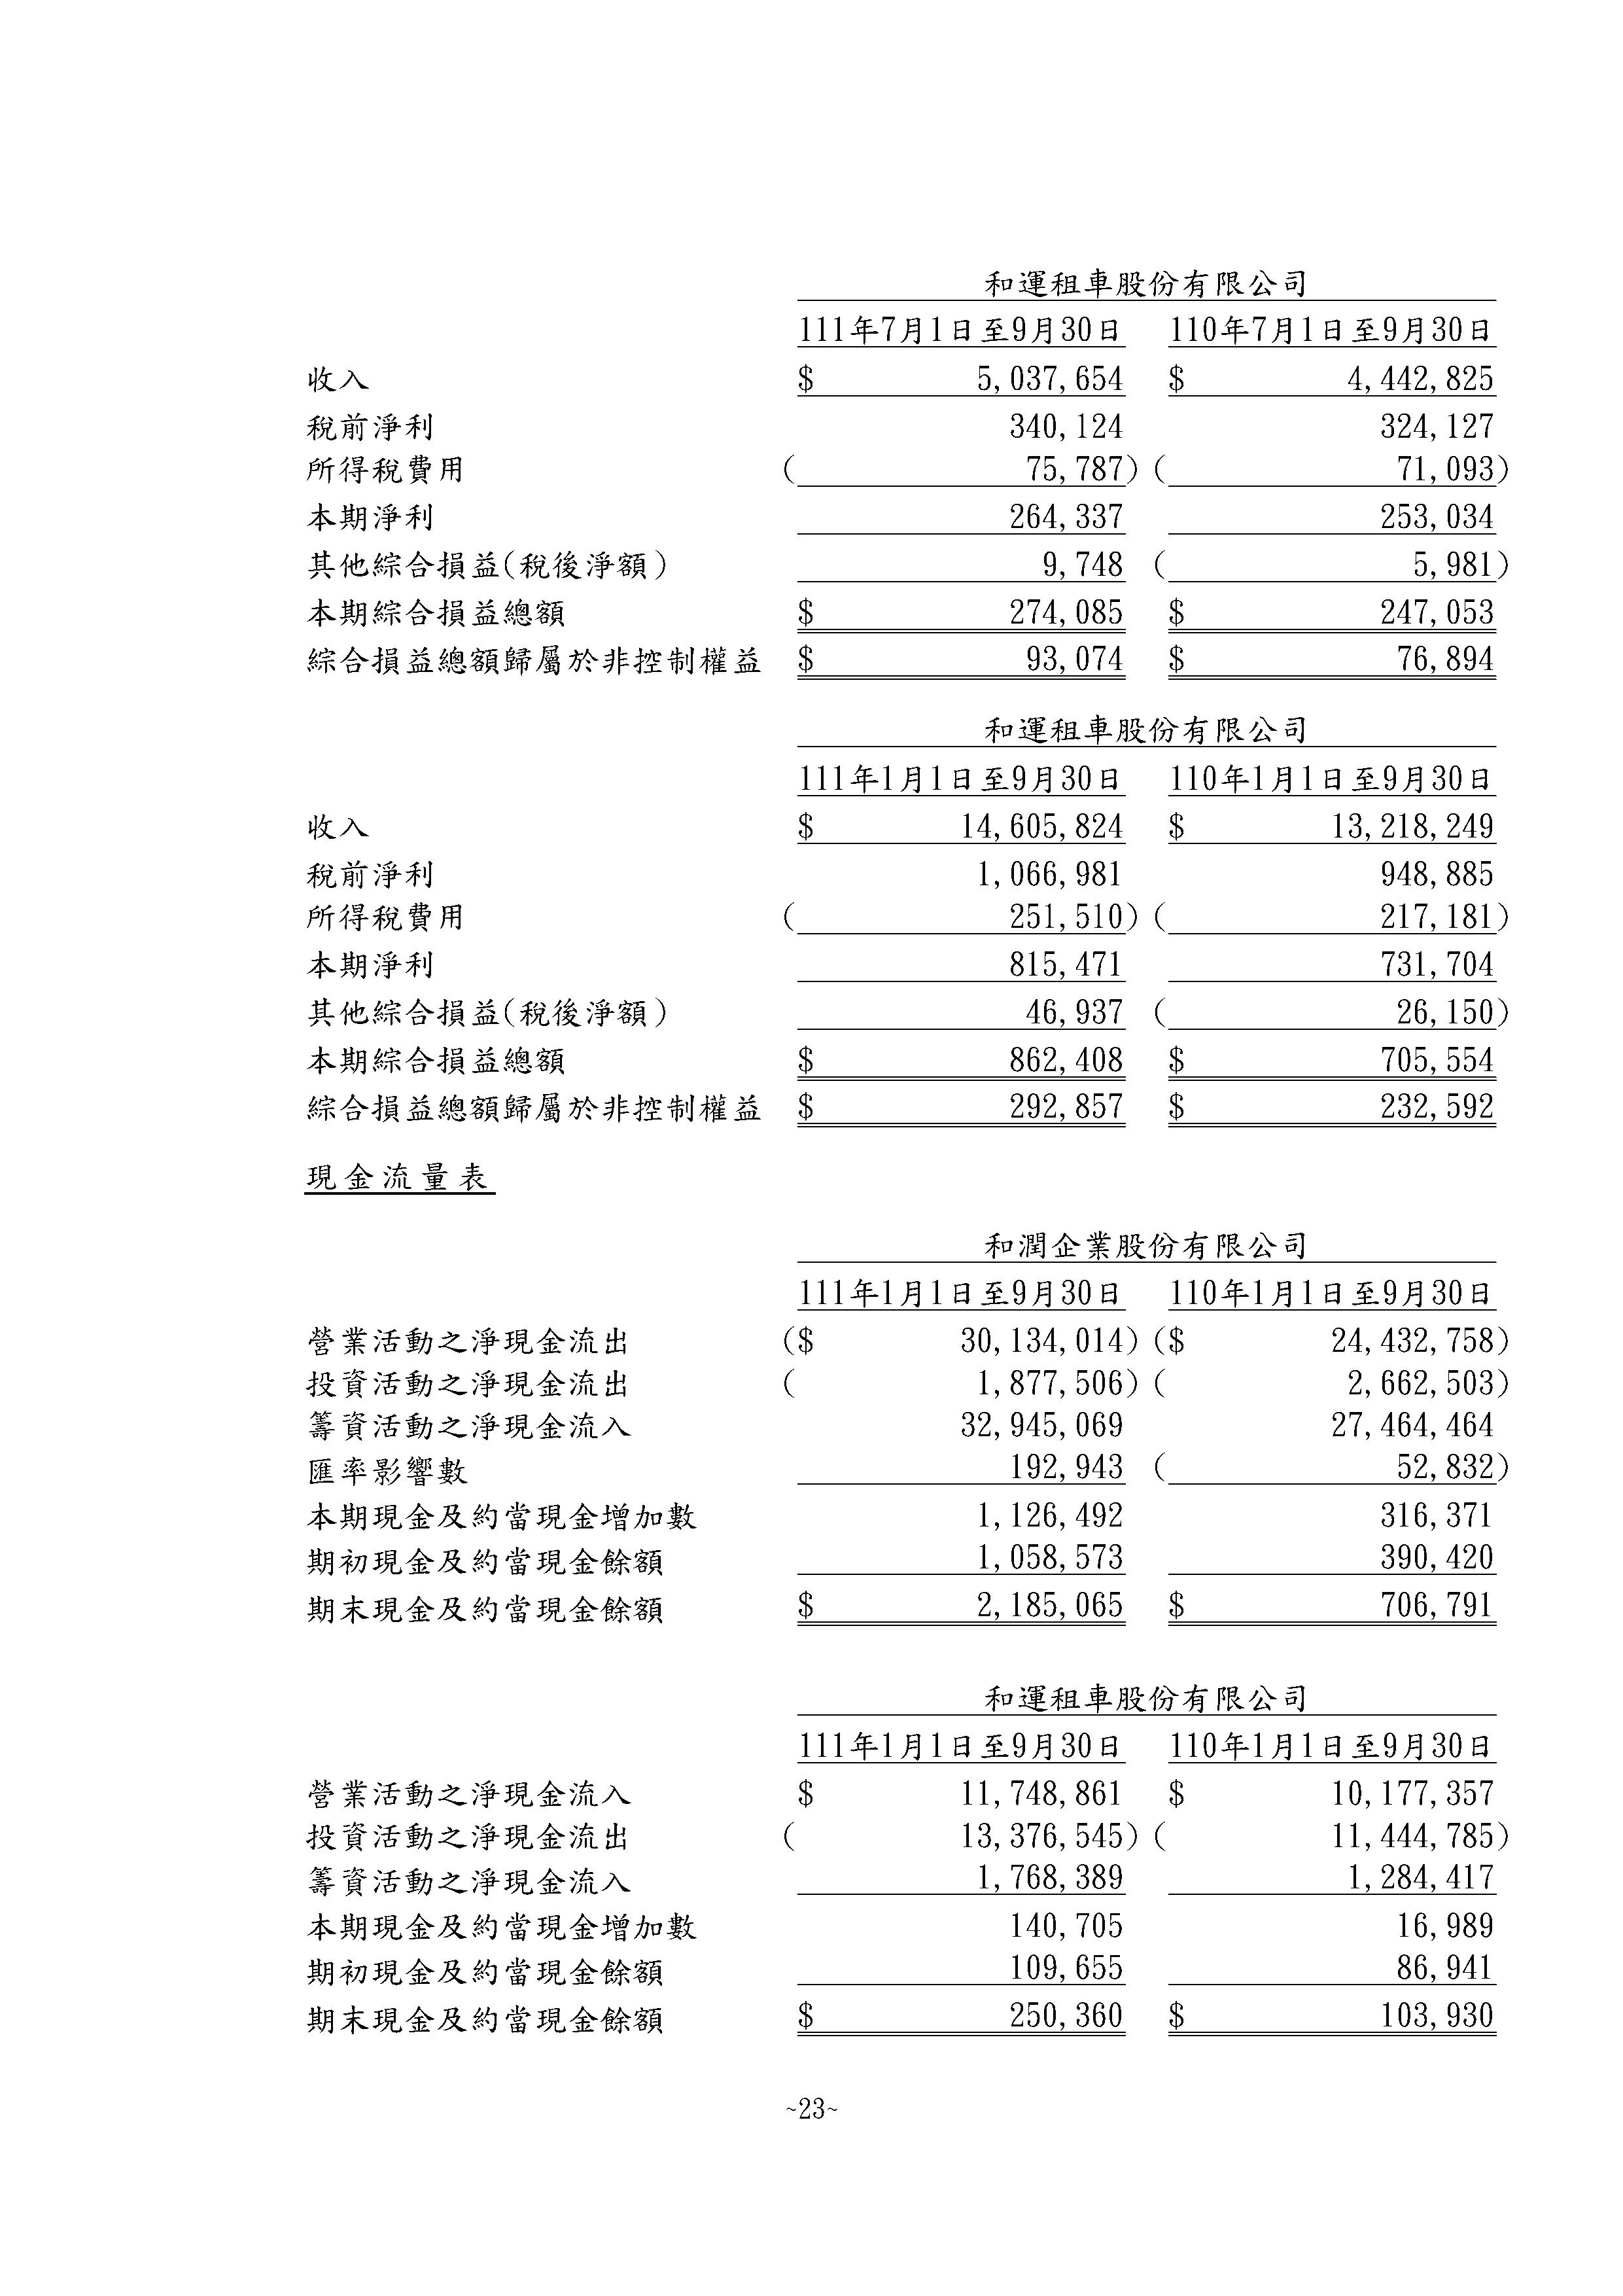 和運租車股份有限公司
111年7月1日至9月30日 110年7月1日至9月30日
收入 $ 5,037,654 $ 4,442,825
稅前淨利 340,124 324,127
所得稅費用 ( 75,787) ( 71,093)
本期淨利 264,337 253,034
其他綜合損益(稅後淨額) 9,748 ( 5,981)
本期綜合損益總額 $ 274,085 $ 247,053
綜合損益總額歸屬於非控制權益 $ 93,074 $ 76,894
和運租車股份有限公司
111年1月1日至9月30日 110年1月1日至9月30日
收入 $ 14,605,824 $ 13,218,249
稅前淨利 1,066,981 948,885
所得稅費用 ( 251,510) ( 217,181)
本期淨利 815,471 731,704
其他綜合損益(稅後淨額) 46,937 ( 26,150)
本期綜合損益總額 $ 862,408 $ 705,554
綜合損益總額歸屬於非控制權益 $ 292,857 $ 232,592
現金流量表
和潤企業股份有限公司
111年1月1日至9月30日 110年1月1日至9月30日
營業活動之淨現金流出 ($ 30,134,014) ($ 24,432,758)
投資活動之淨現金流出 ( 1,877,506) ( 2,662,503)
籌資活動之淨現金流入 32,945,069 27,464,464
匯率影響數 192,943 ( 52,832)
本期現金及約當現金增加數 1,126,492 316,371
期初現金及約當現金餘額 1,058,573 390,420
期末現金及約當現金餘額 $ 2,185,065 $ 706,791
和運租車股份有限公司
111年1月1日至9月30日 110年1月1日至9月30日
營業活動之淨現金流入 $ 11,748,861 $ 10,177,357
投資活動之淨現金流出 ( 13,376,545) ( 11,444,785)
籌資活動之淨現金流入 1,768,389 1,284,417
本期現金及約當現金增加數 140,705 16,989
期初現金及約當現金餘額 109,655 86,941
期末現金及約當現金餘額 $ 250,360 $ 103,930
~23~